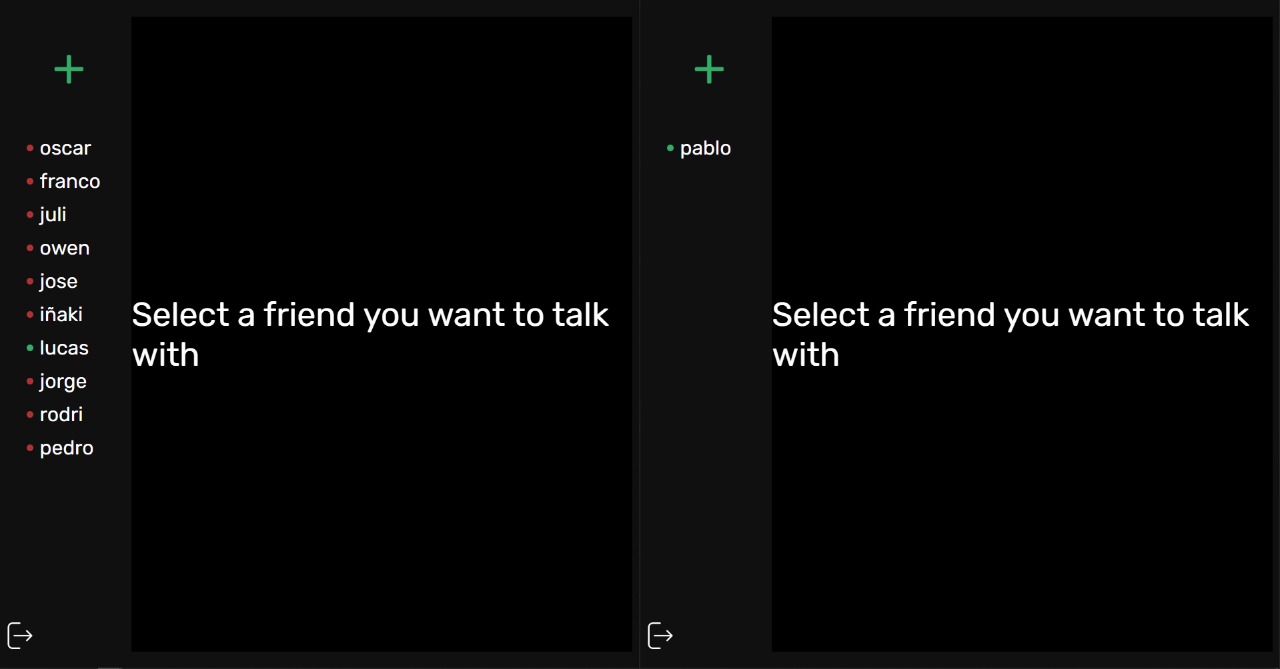 oscar
franco
juli
owen
jose
iñaki
lucas
jorge
rodri
pedro
Select a friend you want to talk
with
pablo
Select a friend you want to talk
with